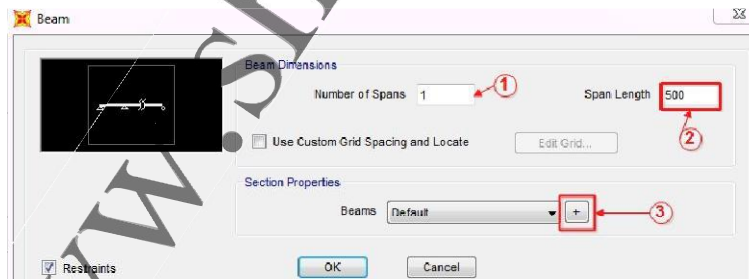 Beam
Beam Dimensions
Number of Spans 1
①
Span Length 500
②
Use Custom Grid Spacing and Locate
Edit Grid...
Section Properties
Beams Default
+
③
Restraints
OK
Cancel